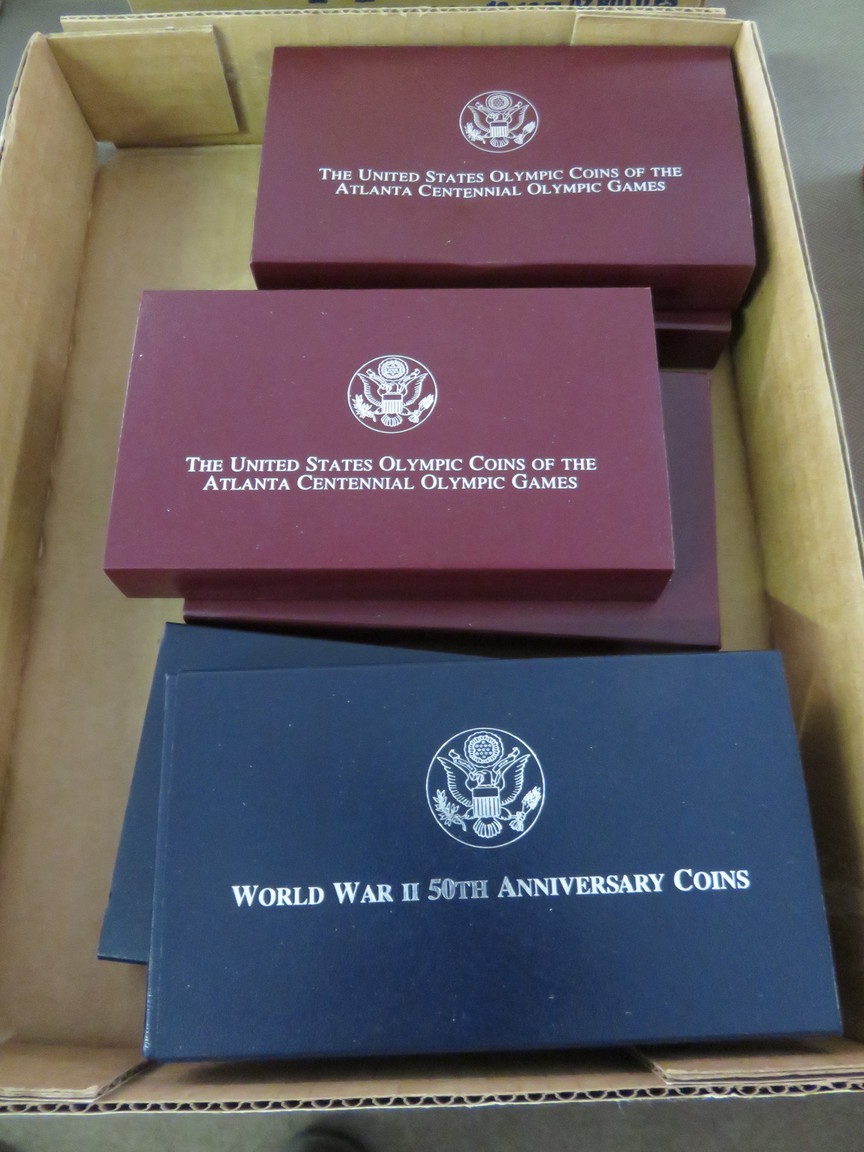 THE UNITED STATES OLYMPIC COINS OF THE
ATLANTA CENTENNIAL OLYMPIC GAMES
THE UNITED STATES OLYMPIC COINS OF THE
ATLANTA CENTENNIAL OLYMPIC GAMES
WORLD WAR II 50TH ANNIVERSARY COINS